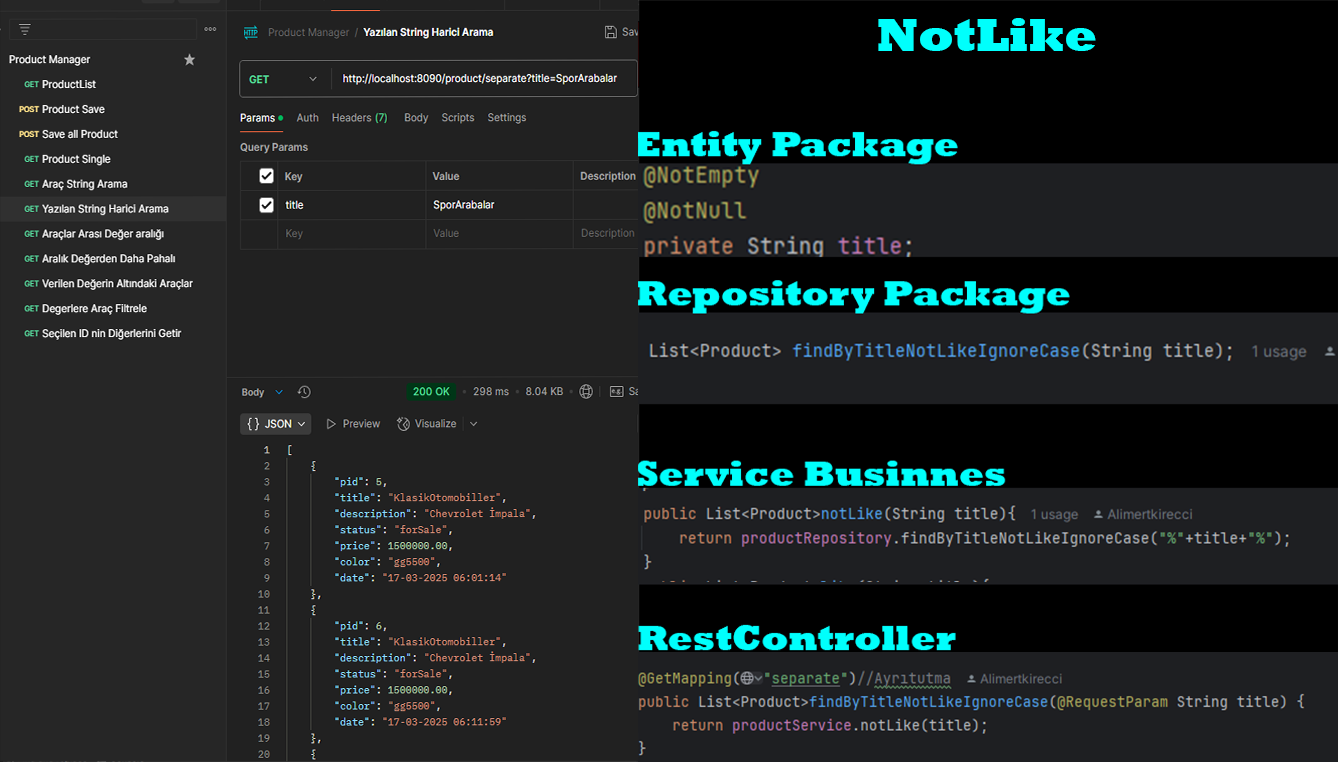 Product Manager
GET ProductList
POST Product Save
POST Save all Product
GET Product Single
GET Araç String Arama
GET Yazılan String Harici Arama
GET Araçlar Arası Değer aralığı
GET Aralık Değerden Daha Pahalı
GET Verilen Değerin Altındaki Araçlar
GET Degerlere Araç Filtrele
GET Seçilen ID nin Diğerlerini Getir
HTTP Product Manager / Yazılan String Harici Arama
GET http://localhost:8090/product/separate?title=SporArabalar
Params Auth Headers (7) Body Scripts Settings
Query Params
Key Value Description
title SporArabalar
Key Value Description
Body 200 OK 298 ms 8.04 KB
{} JSON Preview Visualize
1 [
2 {
3 "pid": 5,
4 "title": "KlasikOtomobiller",
5 "description": "Chevrolet İmpala",
6 "status": "forSale",
7 "price": 1500000.00,
8 "color": "gg5500",
9 "date": "17-03-2025 06:01:14"
10 },
11 {
12 "pid": 6,
13 "title": "KlasikOtomobiller",
14 "description": "Chevrolet İmpala",
15 "status": "forSale",
16 "price": 1500000.00,
17 "color": "gg5500",
18 "date": "17-03-2025 06:11:59"
19 },
20 {
NotLike
Entity Package
@NotEmpty
@NotNull
private String title;
Repository Package
List<Product> findByTitleNotLikeIgnoreCase(String title); 1 usage
Service Businnes
public List<Product>notLike(String title){ 1 usage Alimertkirecci
return productRepository.findByTitleNotLikeIgnoreCase("%"+title+"%");
}
RestController
@GetMapping("separate")//Ayrıtutma Alimertkirecci
public List<Product>findByTitleNotLikeIgnoreCase(@RequestParam String title) {
return productService.notLike(title);
}